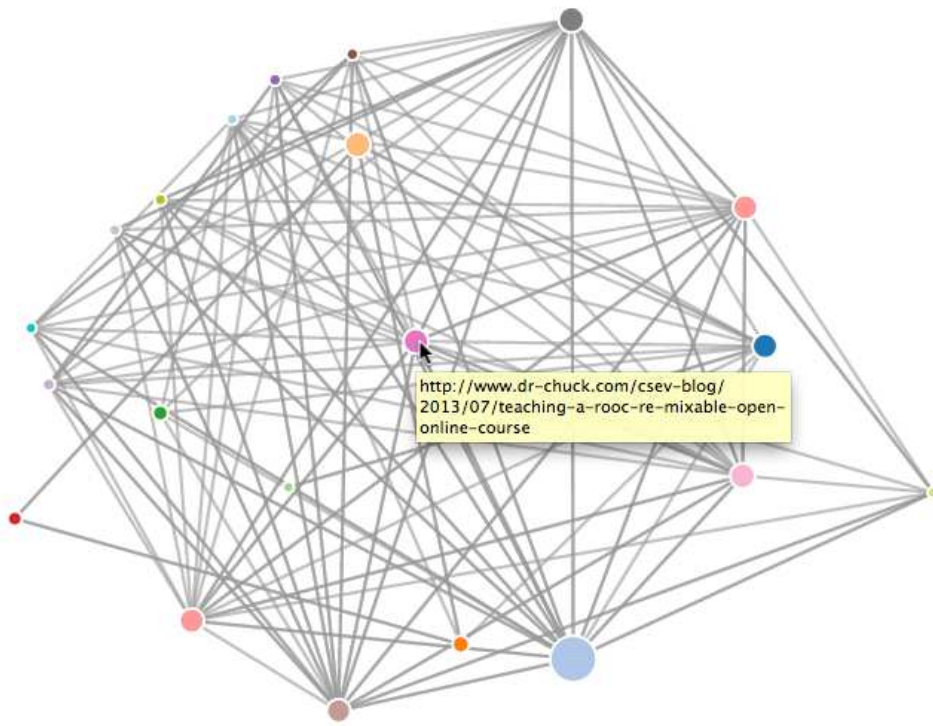 http://www.dr-chuck.com/csev-blog/
2013/07/teaching-a-rooc-re-mixable-open-
online-course